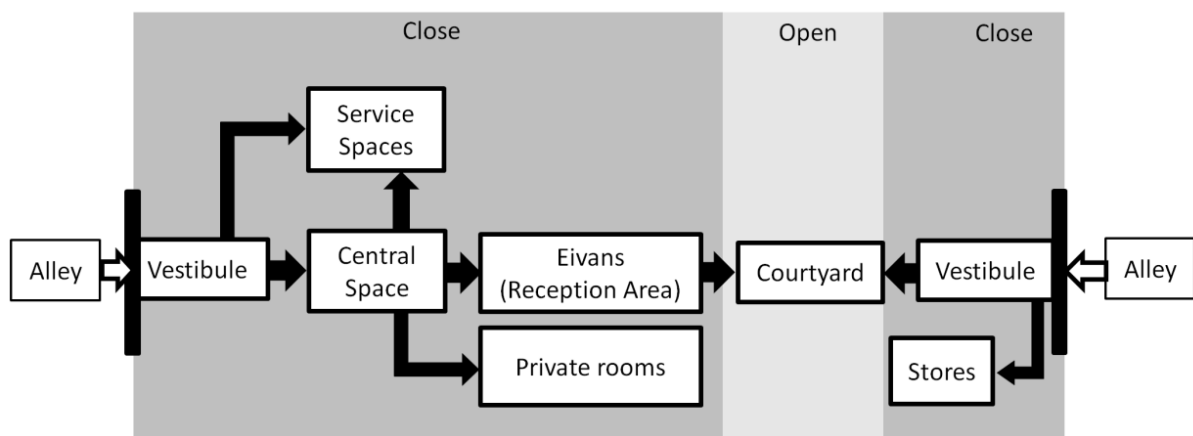 Close
Open
Close
Service
Spaces
Alley
Vestibule
Central
Space
Eivans
(Reception Area)
Courtyard
Vestibule
Alley
Private rooms
Stores